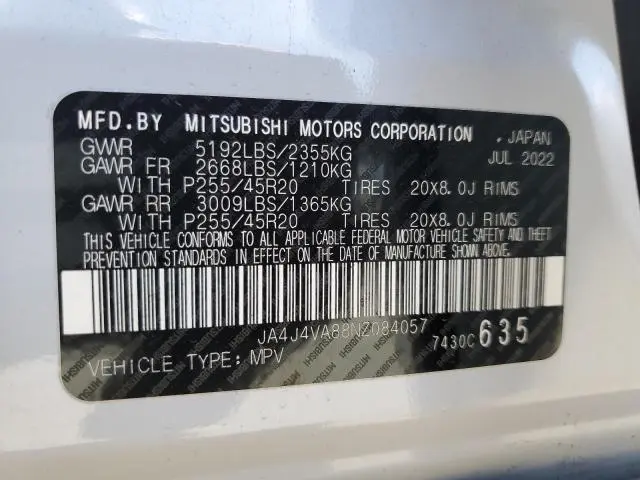 MFD.BY MITSUBISHI MOTORS CORPORATION . JAPAN
GVWR 5192LBS/2355KG JUL 2022
GAWR FR 2668LBS/1210KG
WITH P255/45R20 TIRES 20X8.0J RIMS
GAWR RR 3009LBS/1365KG
WITH P255/45R20 TIRES 20X8.0J RIMS
THIS VEHICLE CONFORMS TO ALL APPLICABLE FEDERAL MOTOR VEHICLE SAFETY AND THEFT
PREVENTION STANDARDS IN EFFECT ON THE DATE OF MANUFACTURE SHOWN ABOVE.
JA4J4VA88NZ084057
7430C 635
VEHICLE TYPE: MPV